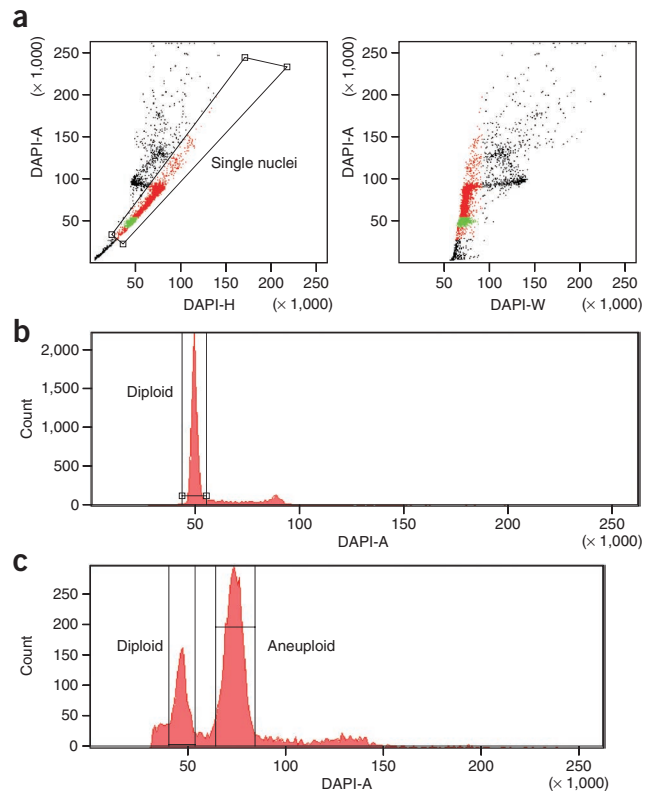 a
(× 1,000)
250
200
150
100
50
DAPI-A
Single nuclei
50 100 150 200 250
DAPI-H (× 1,000)
(× 1,000)
250
200
150
100
50
DAPI-A
50 100 150 200 250
DAPI-W (× 1,000)
b
2,000
1,500
1,000
500
0
Count
Diploid
50 100 150 200 250
DAPI-A (× 1,000)
c
250
200
150
100
50
0
Count
Diploid
Aneuploid
50 100 150 200 250
DAPI-A (× 1,000)